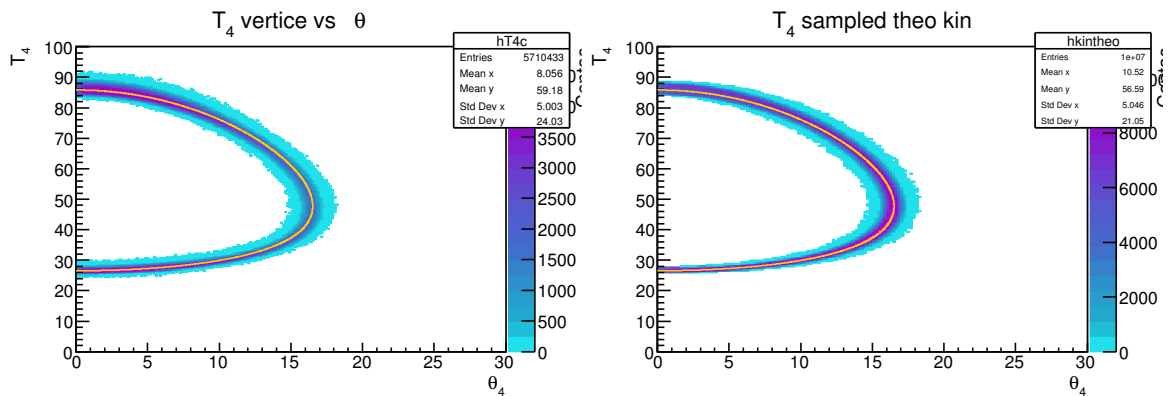 T4 vertice vs θ
hT4c
Entries 5710433
Mean x 8.056
Mean y 59.18
Std Dev x 5.003
Std Dev y 24.03
T4
100
90
80
70
60
50
40
30
20
10
0
0 5 10 15 20 25 30
θ4
3500
3000
2500
2000
1500
1000
500
0
T4 sampled theo kin
hkintheo
Entries 1e+07
Mean x 10.52
Mean y 56.59
Std Dev x 5.046
Std Dev y 21.05
T4
100
90
80
70
60
50
40
30
20
10
0
0 5 10 15 20 25 30
θ4
8000
6000
4000
2000
0